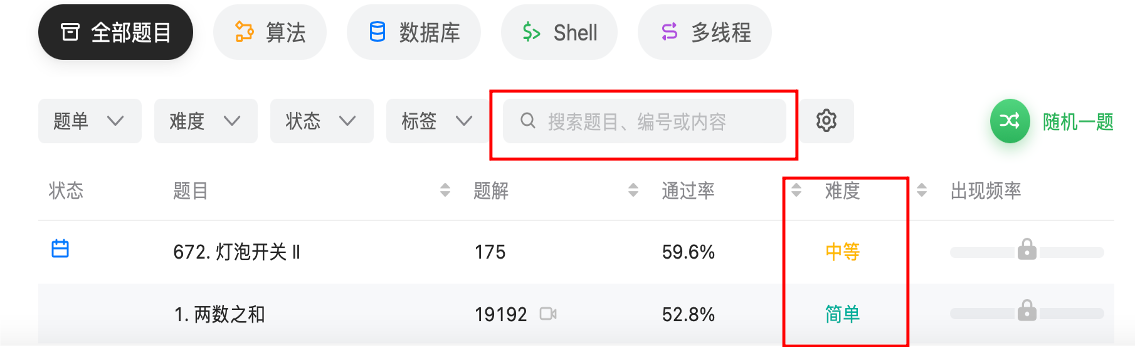 全部题目 算法 数据库 $> Shell 多线程
题单 难度 状态 标签 搜索题目、编号或内容 随机一题
状态 题目 题解 通过率 难度 出现频率
672. 灯泡开关 II 175 59.6% 中等
1. 两数之和 19192 52.8% 简单